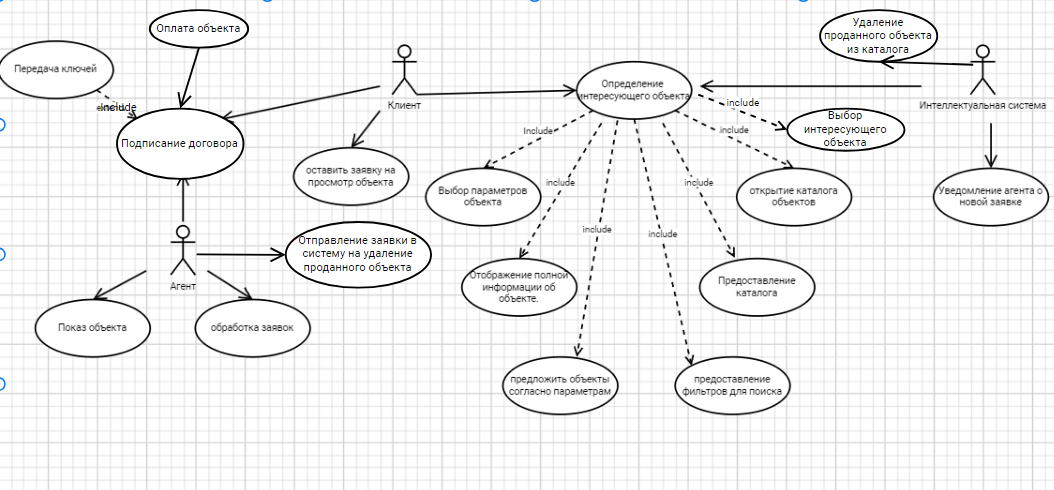 Оплата объекта
Удаление
проданного объекта
из каталога
Передача ключей
include
Клиент
Определение
интересующего объекта
Интеллектуальная система
include
Выбор
интересующего
объекта
Подписание договора
Include
include
оставить заявку на
просмотр объекта
include
include
Выбор параметров
объекта
открытие каталога
объектов
Уведомление агента о
новой заявке
include
include
Отправление заявки в
систему на удаление
проданного объекта
Агент
Отображение полной
информации об
объекте.
Предоставление
каталога
Показ объекта
обработка заявок
предложить объекты
согласно параметрам
предоставление
фильтров для поиска